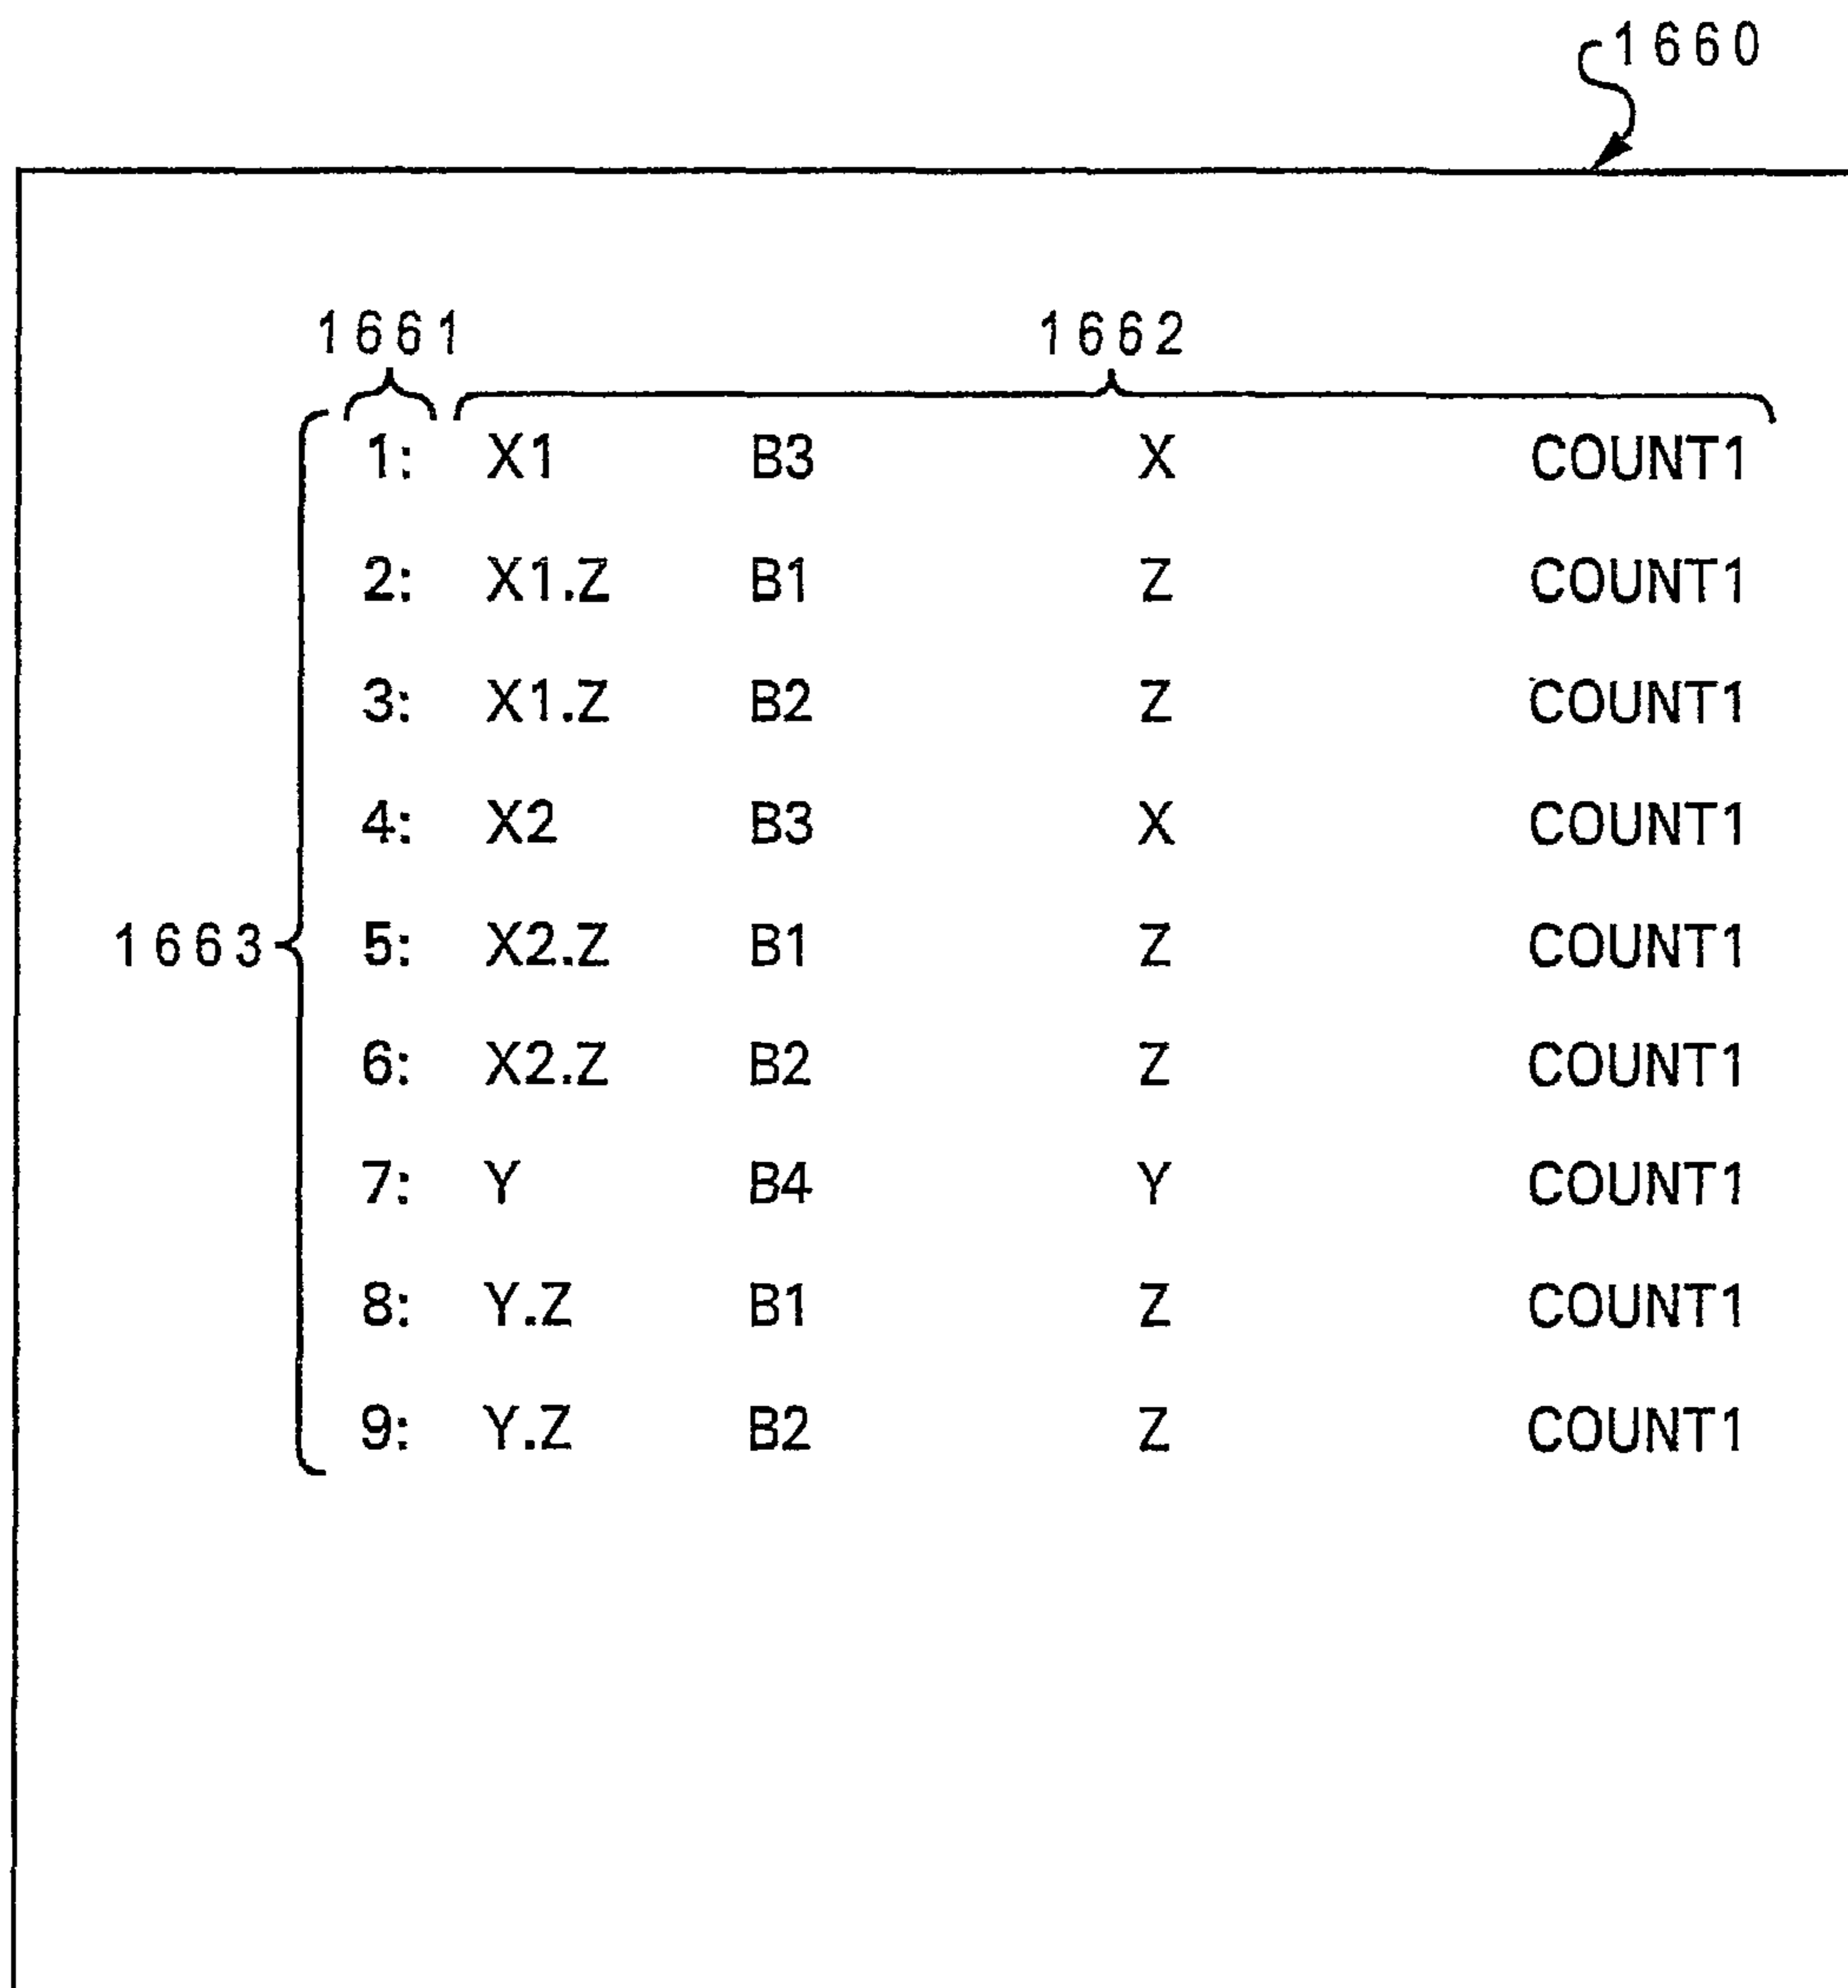 1660
1661 1662
1: X1 B3 X COUNT1
2: X1.Z B1 Z COUNT1
3: X1.Z B2 Z COUNT1
4: X2 B3 X COUNT1
1663 5: X2.Z B1 Z COUNT1
6: X2.Z B2 Z COUNT1
7: Y B4 Y COUNT1
8: Y.Z B1 Z COUNT1
9: Y.Z B2 Z COUNT1